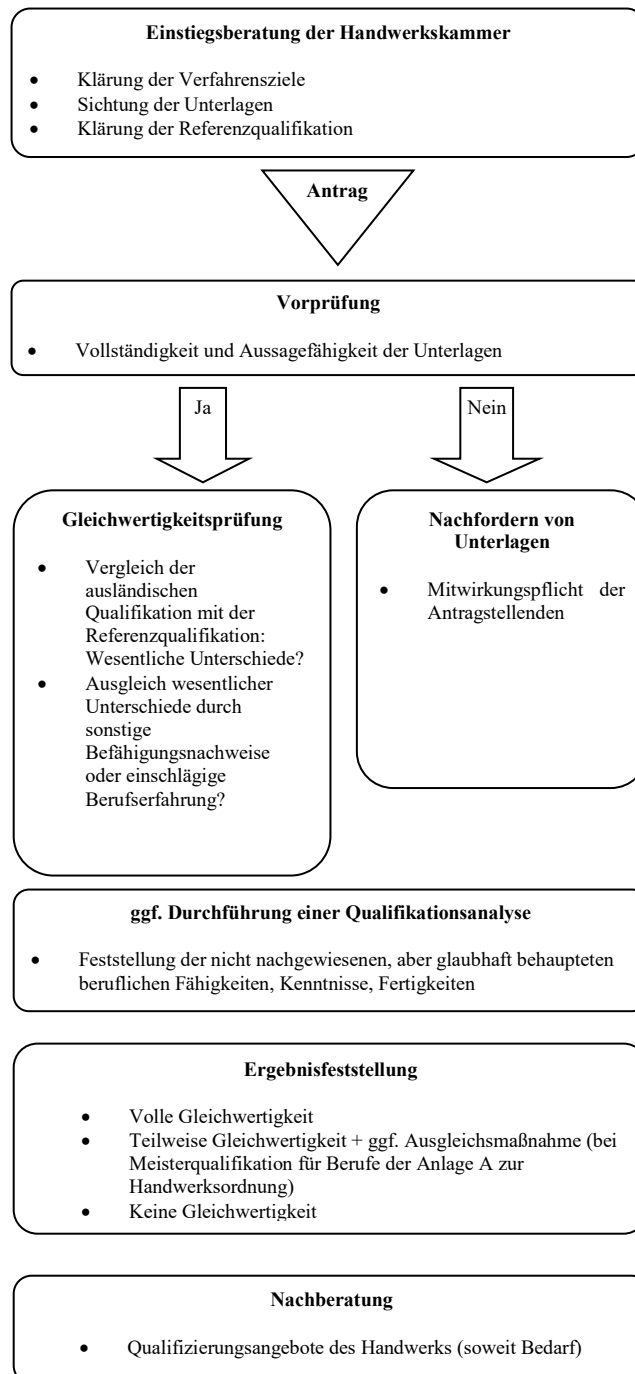 Einstiegsberatung der Handwerkskammer
• Klärung der Verfahrensziele
• Sichtung der Unterlagen
• Klärung der Referenzqualifikation
Antrag
Vorprüfung
• Vollständigkeit und Aussagefähigkeit der Unterlagen
Ja
Nein
Gleichwertigkeitsprüfung
• Vergleich der
ausländischen
Qualifikation mit der
Referenzqualifikation:
Wesentliche Unterschiede?
• Ausgleich wesentlicher
Unterschiede durch
sonstige
Befähigungsnachweise
oder einschlägige
Berufserfahrung?
Nachfordern von
Unterlagen
• Mitwirkungspflicht der
Antragstellenden
ggf. Durchführung einer Qualifikationsanalyse
• Feststellung der nicht nachgewiesenen, aber glaubhaft behaupteten
beruflichen Fähigkeiten, Kenntnisse, Fertigkeiten
Ergebnisfeststellung
• Volle Gleichwertigkeit
• Teilweise Gleichwertigkeit + ggf. Ausgleichsmaßnahme (bei
Meisterqualifikation für Berufe der Anlage A zur
Handwerksordnung)
• Keine Gleichwertigkeit
Nachberatung
• Qualifizierungsangebote des Handwerks (soweit Bedarf)